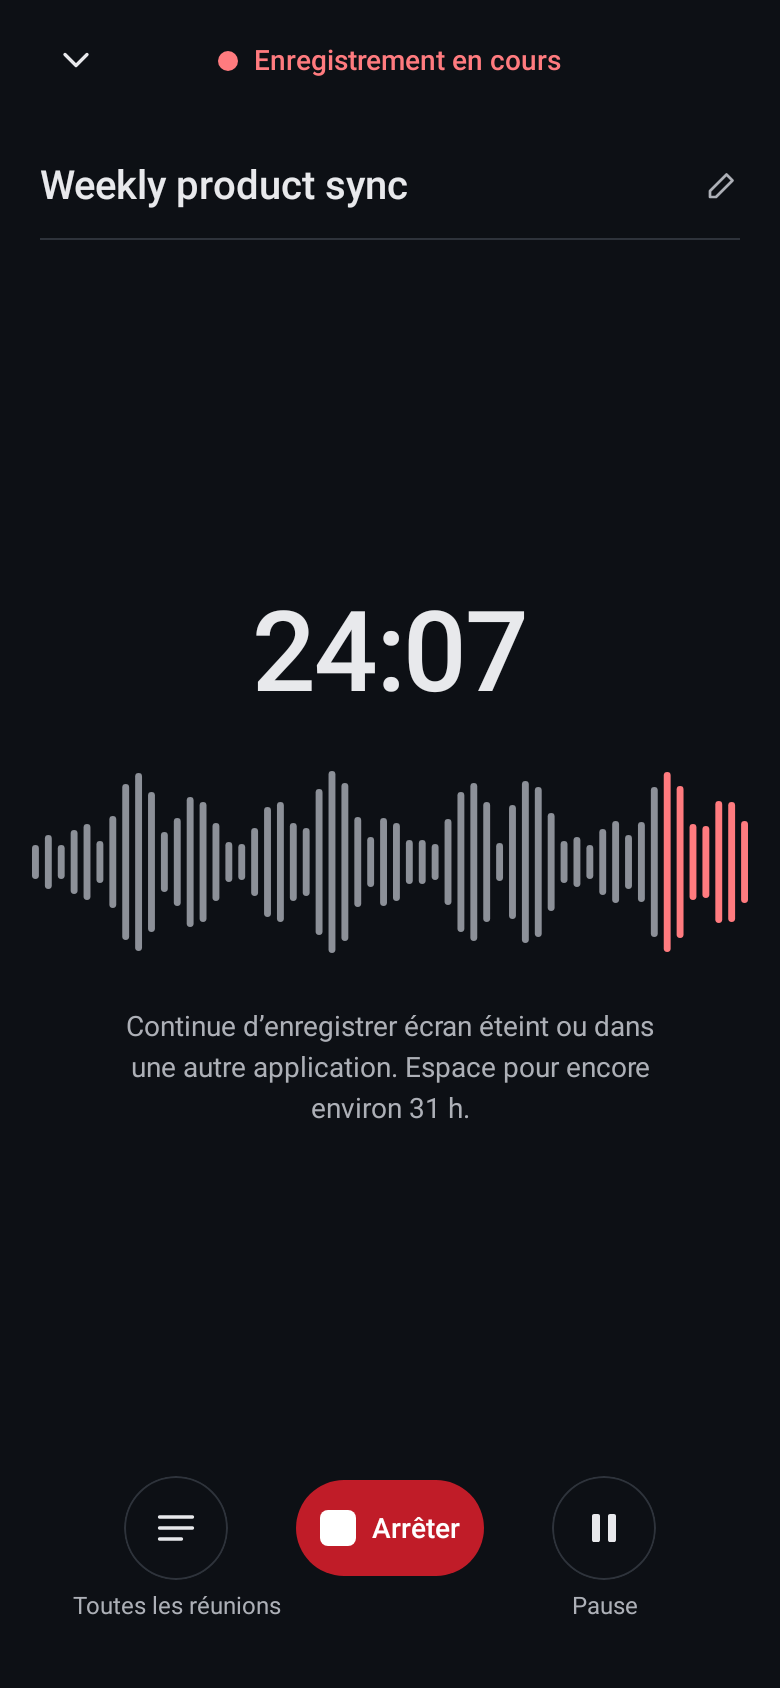 Enregistrement en cours
Weekly product sync
24:07
Continue d’enregistrer écran éteint ou dans
une autre application. Espace pour encore
environ 31 h.
Arrêter
Toutes les réunions
Pause